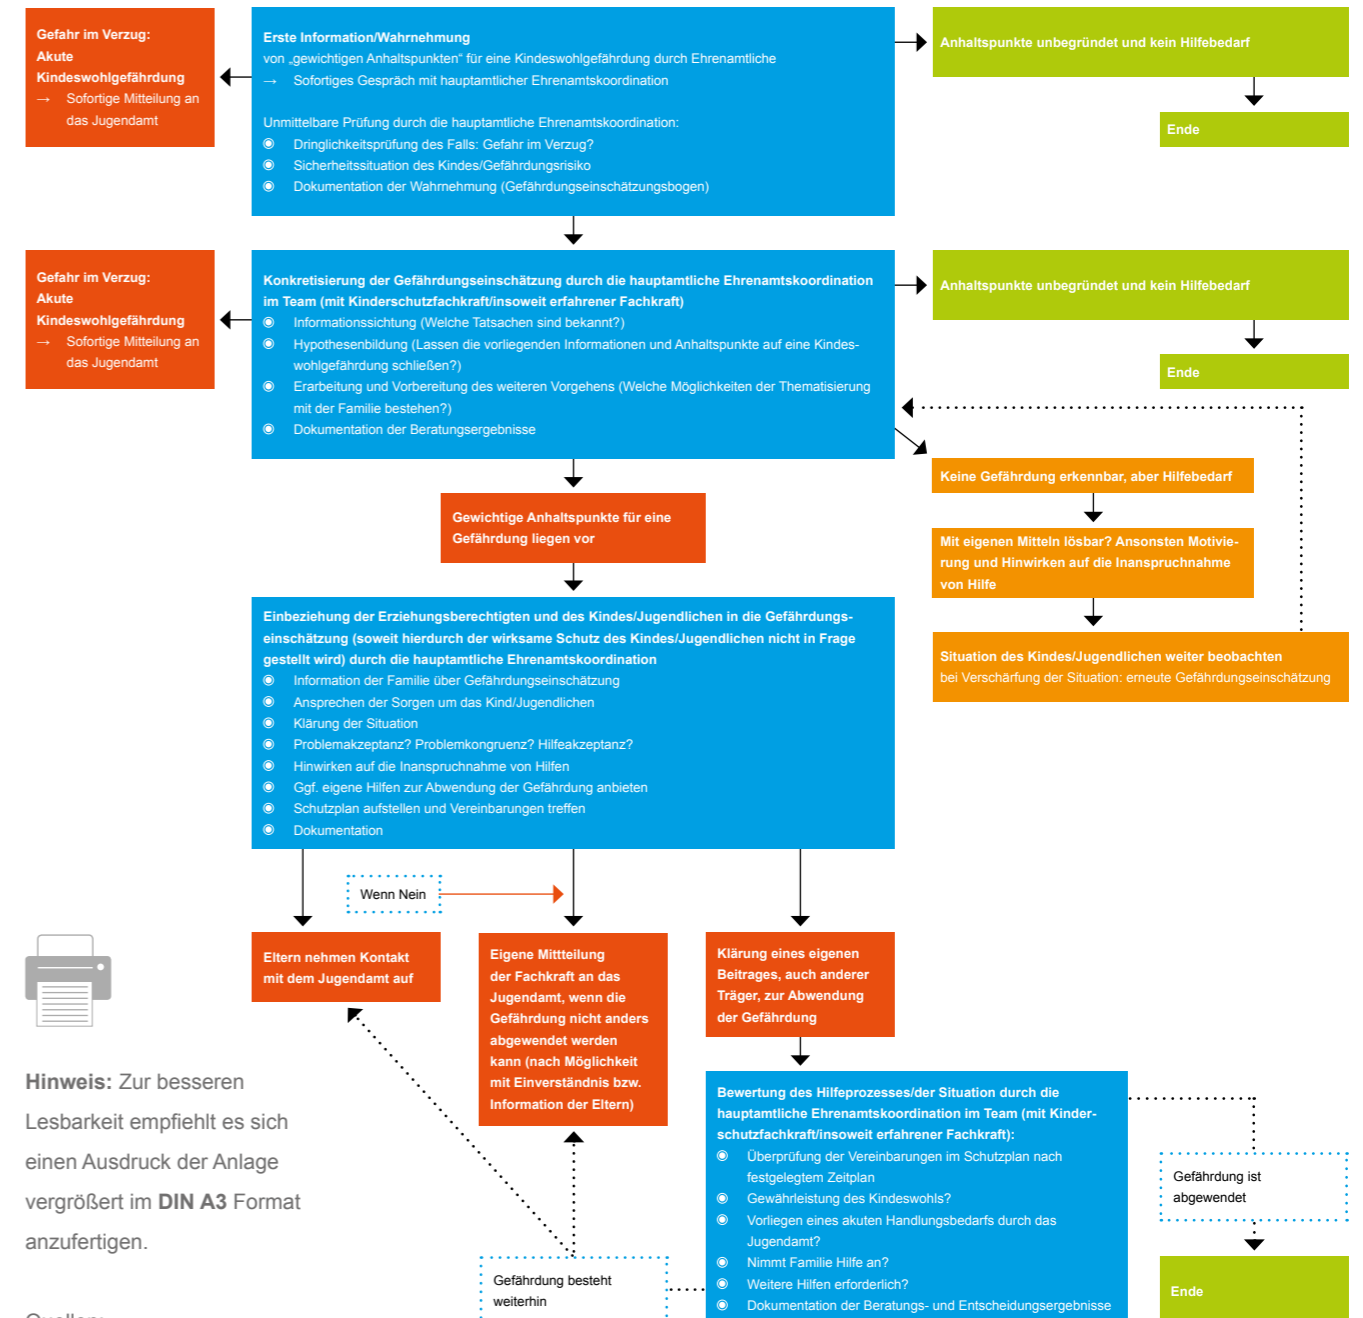 Gefahr im Verzug:
Akute
Kindeswohlgefährdung
→ Sofortige Mitteilung an
das Jugendamt
Erste Information/Wahrnehmung
von „gewichtigen Anhaltspunkten“ für eine Kindeswohlgefährdung durch Ehrenamtliche
→ Sofortiges Gespräch mit hauptamtlicher Ehrenamtskoordination
Unmittelbare Prüfung durch die hauptamtliche Ehrenamtskoordination:
◉ Dringlichkeitsprüfung des Falls: Gefahr im Verzug?
◉ Sicherheitssituation des Kindes/Gefährdungsrisiko
◉ Dokumentation der Wahrnehmung (Gefährdungseinschätzungsbogen)
Anhaltspunkte unbegründet und kein Hilfebedarf
Ende
Gefahr im Verzug:
Akute
Kindeswohlgefährdung
→ Sofortige Mitteilung an
das Jugendamt
Konkretisierung der Gefährdungseinschätzung durch die hauptamtliche Ehrenamtskoordination
im Team (mit Kinderschutzfachkraft/insoweit erfahrener Fachkraft)
◉ Informationssichtung (Welche Tatsachen sind bekannt?)
◉ Hypothesenbildung (Lassen die vorliegenden Informationen und Anhaltspunkte auf eine Kindes-
wohlgefährdung schließen?)
◉ Erarbeitung und Vorbereitung des weiteren Vorgehens (Welche Möglichkeiten der Thematisierung
mit der Familie bestehen?)
◉ Dokumentation der Beratungsergebnisse
Anhaltspunkte unbegründet und kein Hilfebedarf
Ende
Keine Gefährdung erkennbar, aber Hilfebedarf
Mit eigenen Mitteln lösbar? Ansonsten Motivie-
rung und Hinwirken auf die Inanspruchnahme
von Hilfe
Situation des Kindes/Jugendlichen weiter beobachten
bei Verschärfung der Situation: erneute Gefährdungseinschätzung
Gewichtige Anhaltspunkte für eine
Gefährdung liegen vor
Einbeziehung der Erziehungsberechtigten und des Kindes/Jugendlichen in die Gefährdungs-
einschätzung (soweit hierdurch der wirksame Schutz des Kindes/Jugendlichen nicht in Frage
gestellt wird) durch die hauptamtliche Ehrenamtskoordination
◉ Information der Familie über Gefährdungseinschätzung
◉ Ansprechen der Sorgen um das Kind/Jugendlichen
◉ Klärung der Situation
◉ Problemakzeptanz? Problemkongruenz? Hilfeakzeptanz?
◉ Hinwirken auf die Inanspruchnahme von Hilfen
◉ Ggf. eigene Hilfen zur Abwendung der Gefährdung anbieten
◉ Schutzplan aufstellen und Vereinbarungen treffen
◉ Dokumentation
Wenn Nein
Eltern nehmen Kontakt
mit dem Jugendamt auf
Eigene Mittteilung
der Fachkraft an das
Jugendamt, wenn die
Gefährdung nicht anders
abgewendet werden
kann (nach Möglichkeit
mit Einverständnis bzw.
Information der Eltern)
Klärung eines eigenen
Beitrages, auch anderer
Träger, zur Abwendung
der Gefährdung
Bewertung des Hilfeprozesses/der Situation durch die
hauptamtliche Ehrenamtskoordination im Team (mit Kinder-
schutzfachkraft/insoweit erfahrener Fachkraft):
◉ Überprüfung der Vereinbarungen im Schutzplan nach
festgelegtem Zeitplan
◉ Gewährleistung des Kindeswohls?
◉ Vorliegen eines akuten Handlungsbedarfs durch das
Jugendamt?
◉ Nimmt Familie Hilfe an?
◉ Weitere Hilfen erforderlich?
◉ Dokumentation der Beratungs- und Entscheidungsergebnisse
Gefährdung ist
abgewendet
Ende
Gefährdung besteht
weiterhin
Hinweis: Zur besseren
Lesbarkeit empfiehlt es sich
einen Ausdruck der Anlage
vergrößert im DIN A3 Format
anzufertigen.